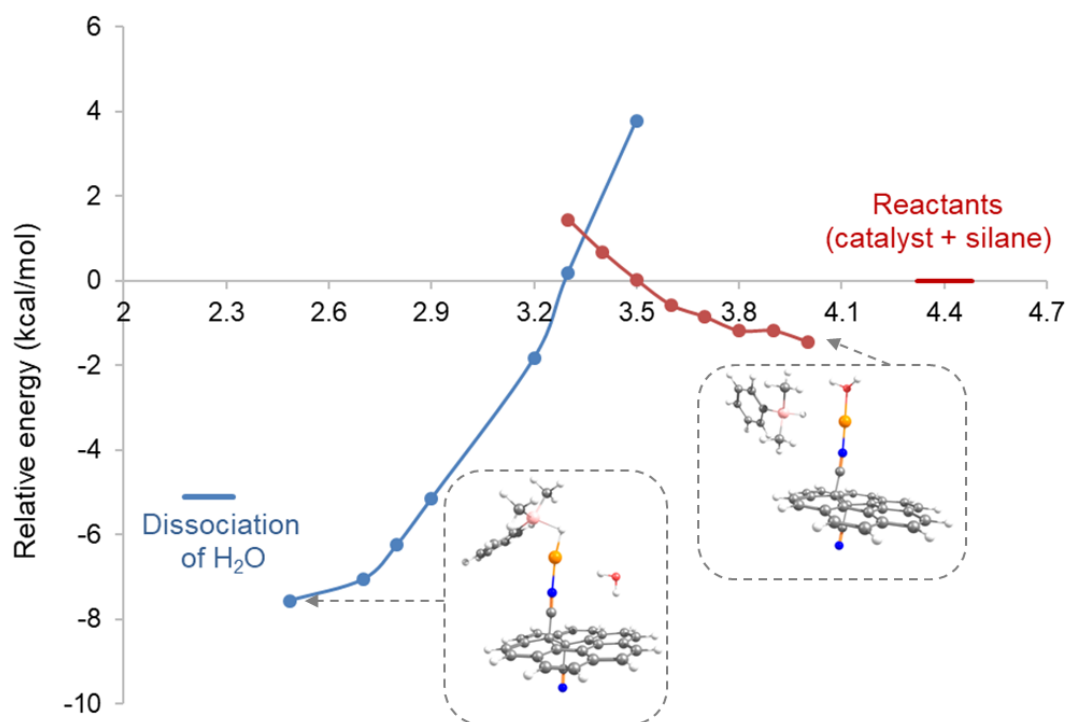 6
4
2
0
-2
-4
-6
-8
-10
Relative energy (kcal/mol)
2 2.3 2.6 2.9 3.2 3.5 3.8 4.1 4.4 4.7
Reactants
(catalyst + silane)
Dissociation
of H₂O